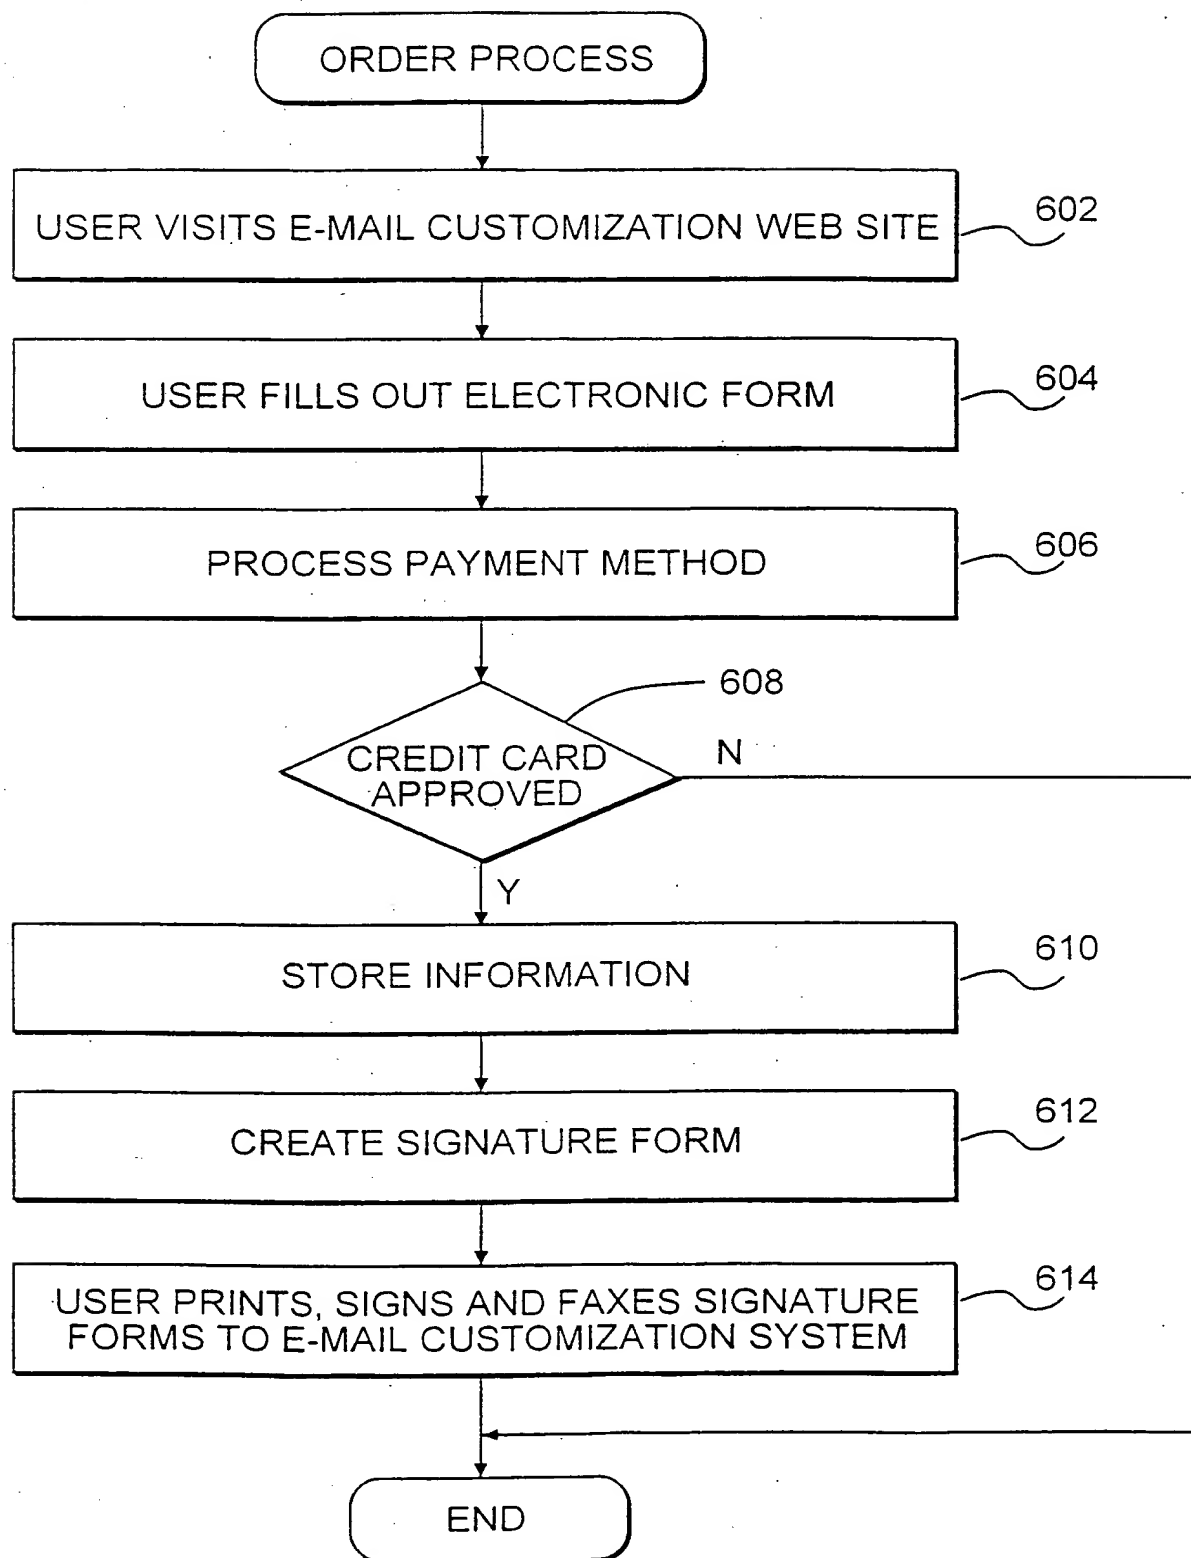 ORDER PROCESS
USER VISITS E-MAIL CUSTOMIZATION WEB SITE
602
USER FILLS OUT ELECTRONIC FORM
604
PROCESS PAYMENT METHOD
606
608
CREDIT CARD
APPROVED
N
Y
STORE INFORMATION
610
CREATE SIGNATURE FORM
612
USER PRINTS, SIGNS AND FAXES SIGNATURE
FORMS TO E-MAIL CUSTOMIZATION SYSTEM
614
END